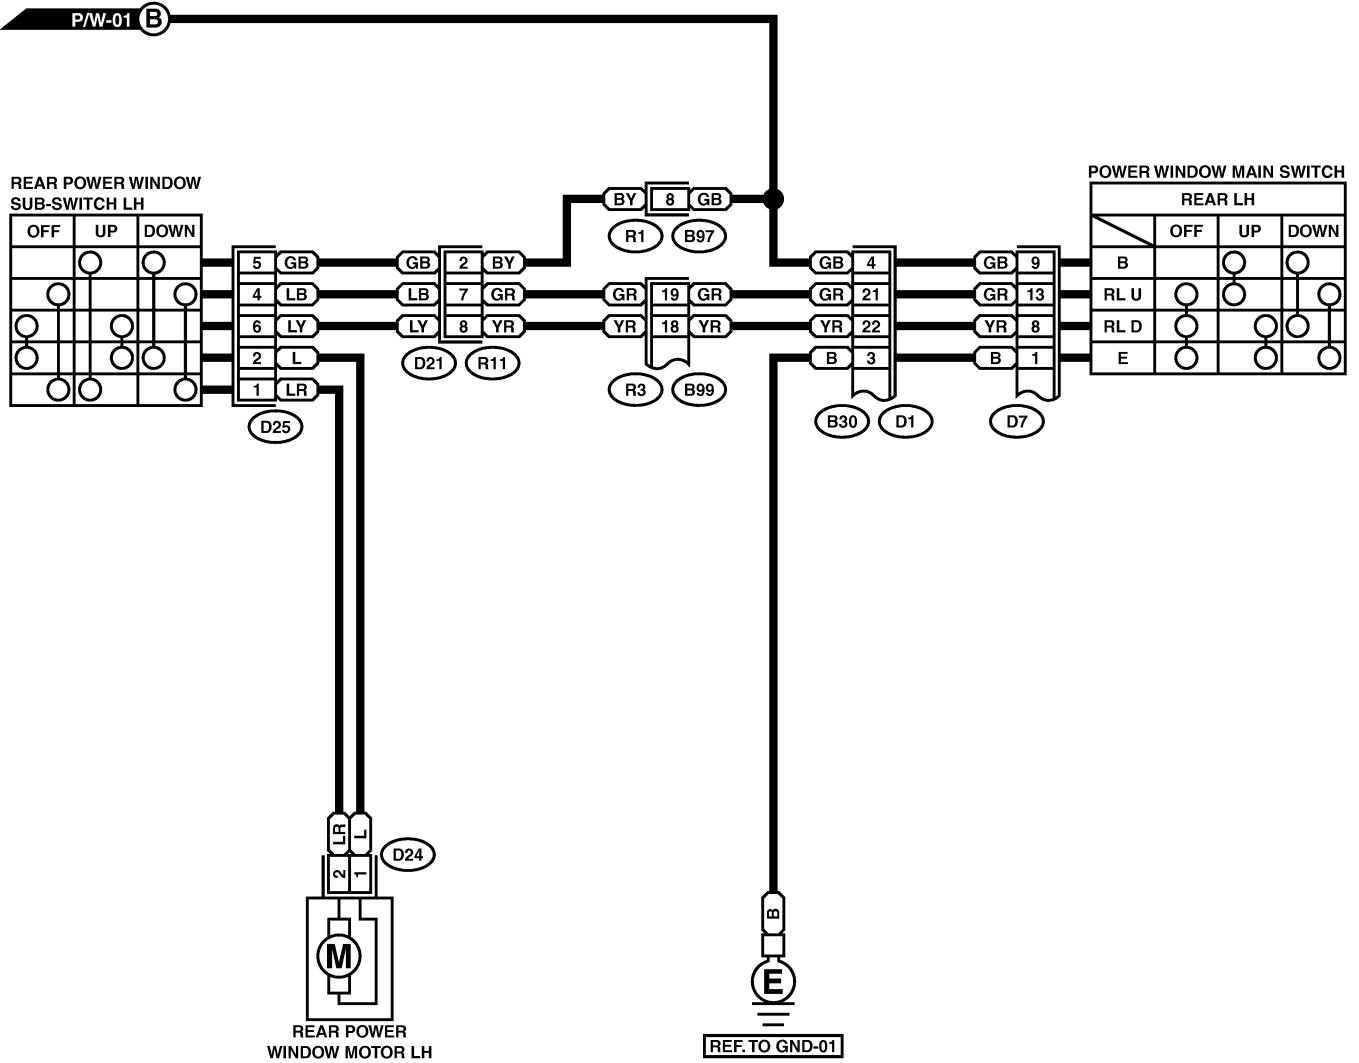 P/W-01 B
REAR POWER WINDOW
SUB-SWITCH LH
OFF UP DOWN
POWER WINDOW MAIN SWITCH
REAR LH
OFF UP DOWN
BY 8 GB
R1 B97
5 GB GB 2 BY GB 4 GB 9 B
4 LB LB 7 GR GR 19 GR GR 21 GR 13 RL U
6 LY LY 8 YR YR 18 YR YR 22 YR 8 RL D
2 L B 3 B 1 E
1 LR
D21 R11
R3 B99
D25
B30 D1
D7
LR L
2 1
D24
M
REAR POWER
WINDOW MOTOR LH
B
E
REF. TO GND-01